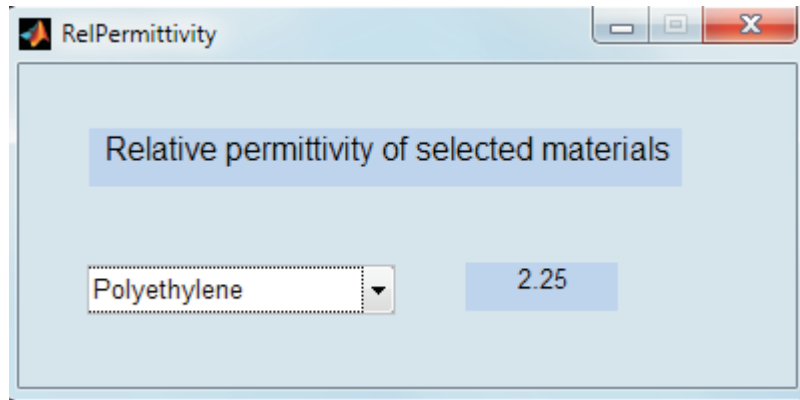 RelPermittivity
Relative permittivity of selected materials
Polyethylene
2.25